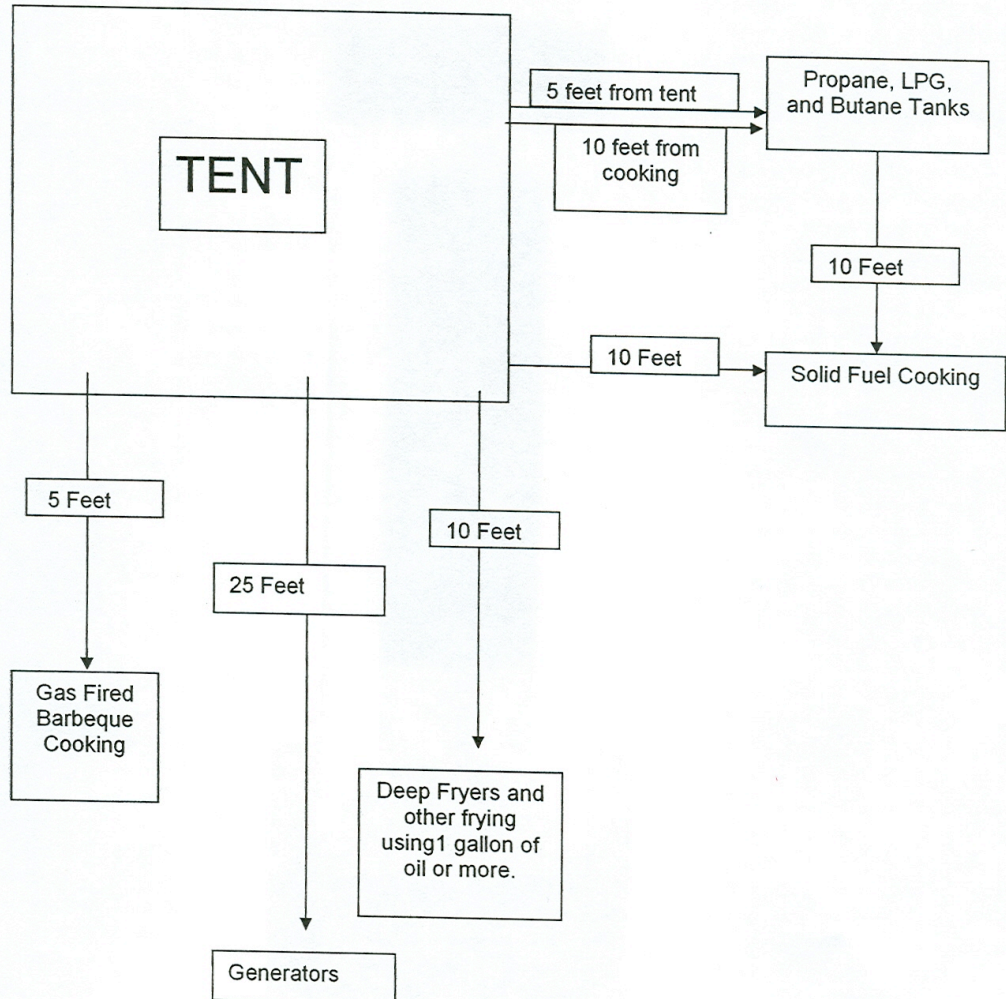 TENT
5 feet from tent
10 feet from
cooking
Propane, LPG,
and Butane Tanks
10 Feet
10 Feet
Solid Fuel Cooking
5 Feet
25 Feet
10 Feet
Gas Fired
Barbeque
Cooking
Deep Fryers and
other frying
using1 gallon of
oil or more.
Generators